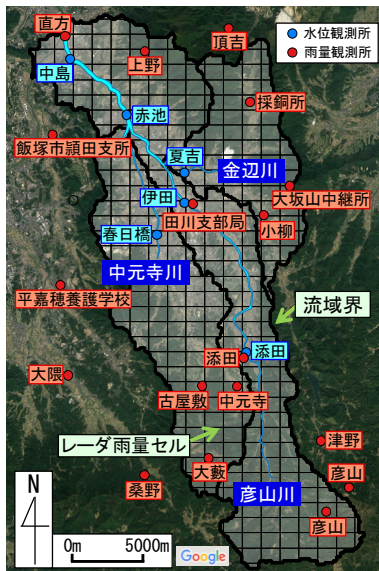 直方
頂吉
水位観測所
雨量観測所
中島
上野
採銅所
赤池
飯塚市頴田支所
夏吉
金辺川
大坂山中継所
伊田
田川支部局
小柳
春日橋
中元寺川
平嘉穂養護学校
流域界
添田
添田
大隈
古屋敷
中元寺
レーダ雨量セル
津野
大藪
彦山
桑野
彦山川
彦山
N
0m
5000m
Google